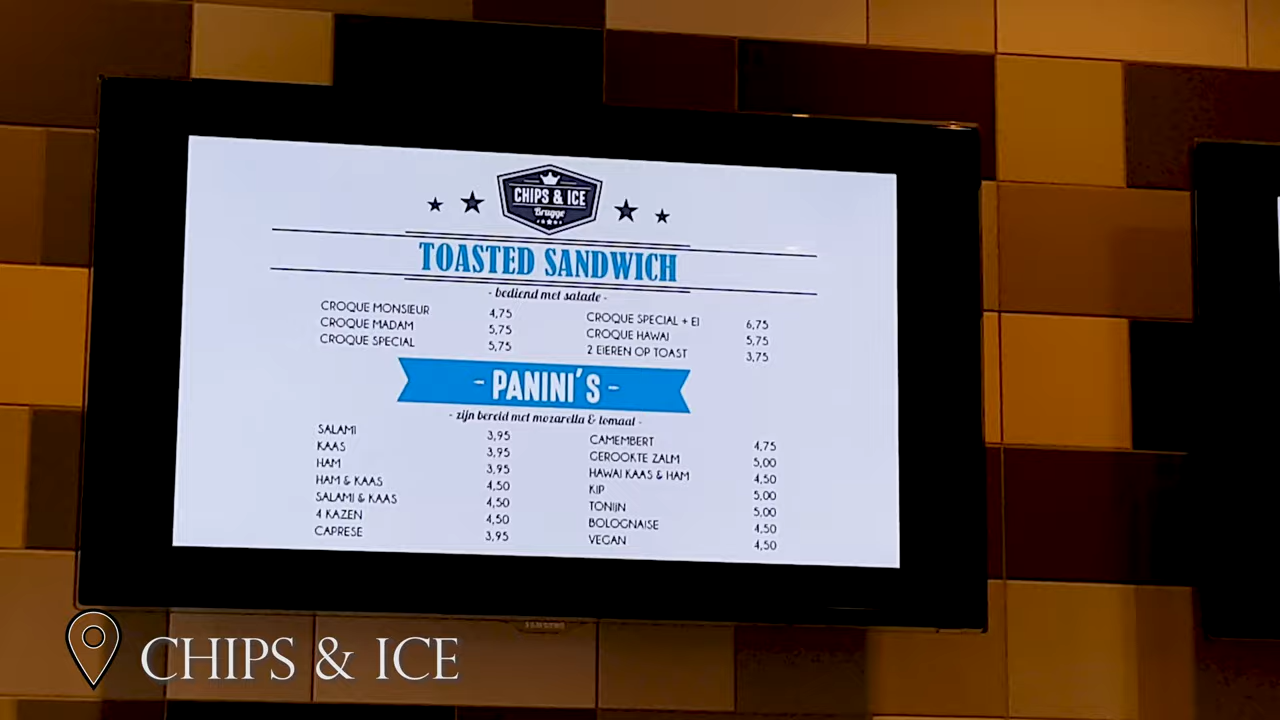 CHIPS & ICE
Brugge
TOASTED SANDWICH
- bediend met salade -
CROQUE MONSIEUR 4,75
CROQUE MADAM 5,75
CROQUE SPECIAL 5,75
CROQUE SPECIAL + EI 6,75
CROQUE HAWAI 5,75
2 EIEREN OP TOAST 3,75
- PANINI'S -
- zijn bereid met mozarella & tomaat -
SALAMI 3,95
KAAS 3,95
HAM 3,95
HAM & KAAS 4,50
SALAMI & KAAS 4,50
4 KAZEN 4,50
CAPRESE 3,95
CAMEMBERT 4,75
GEROOKTE ZALM 5,00
HAWAI KAAS & HAM 4,50
KIP 5,00
TONIJN 5,00
BOLOGNAISE 4,50
VEGAN 4,50
SAMSUNG
CHIPS & ICE